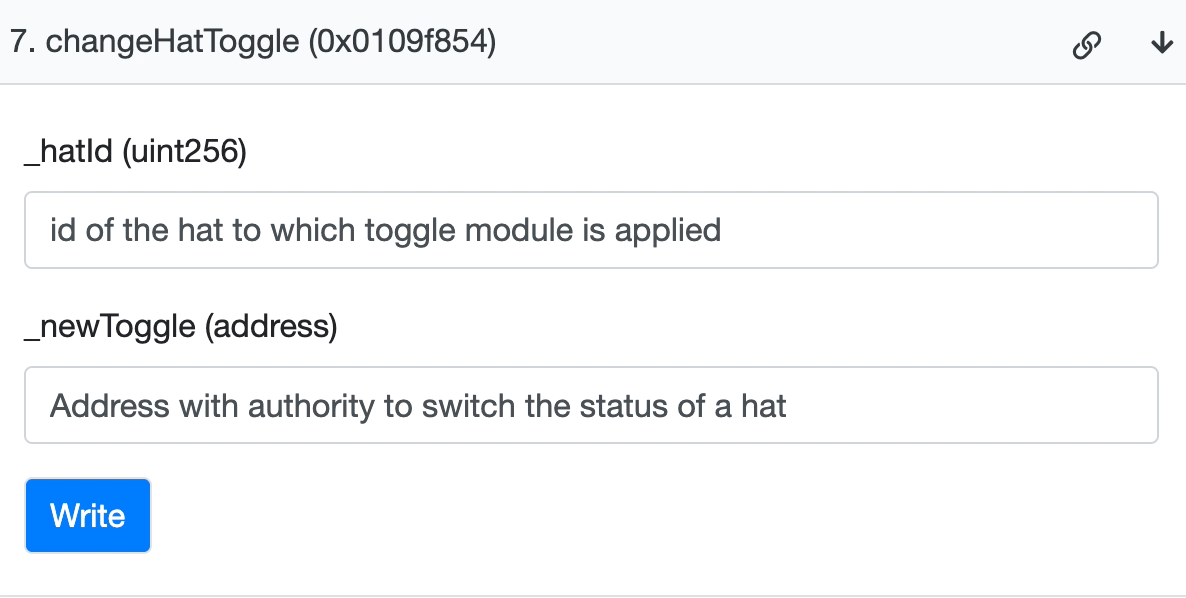 7. changeHatToggle (0x0109f854)
_hatId (uint256)
id of the hat to which toggle module is applied
_newToggle (address)
Address with authority to switch the status of a hat
Write